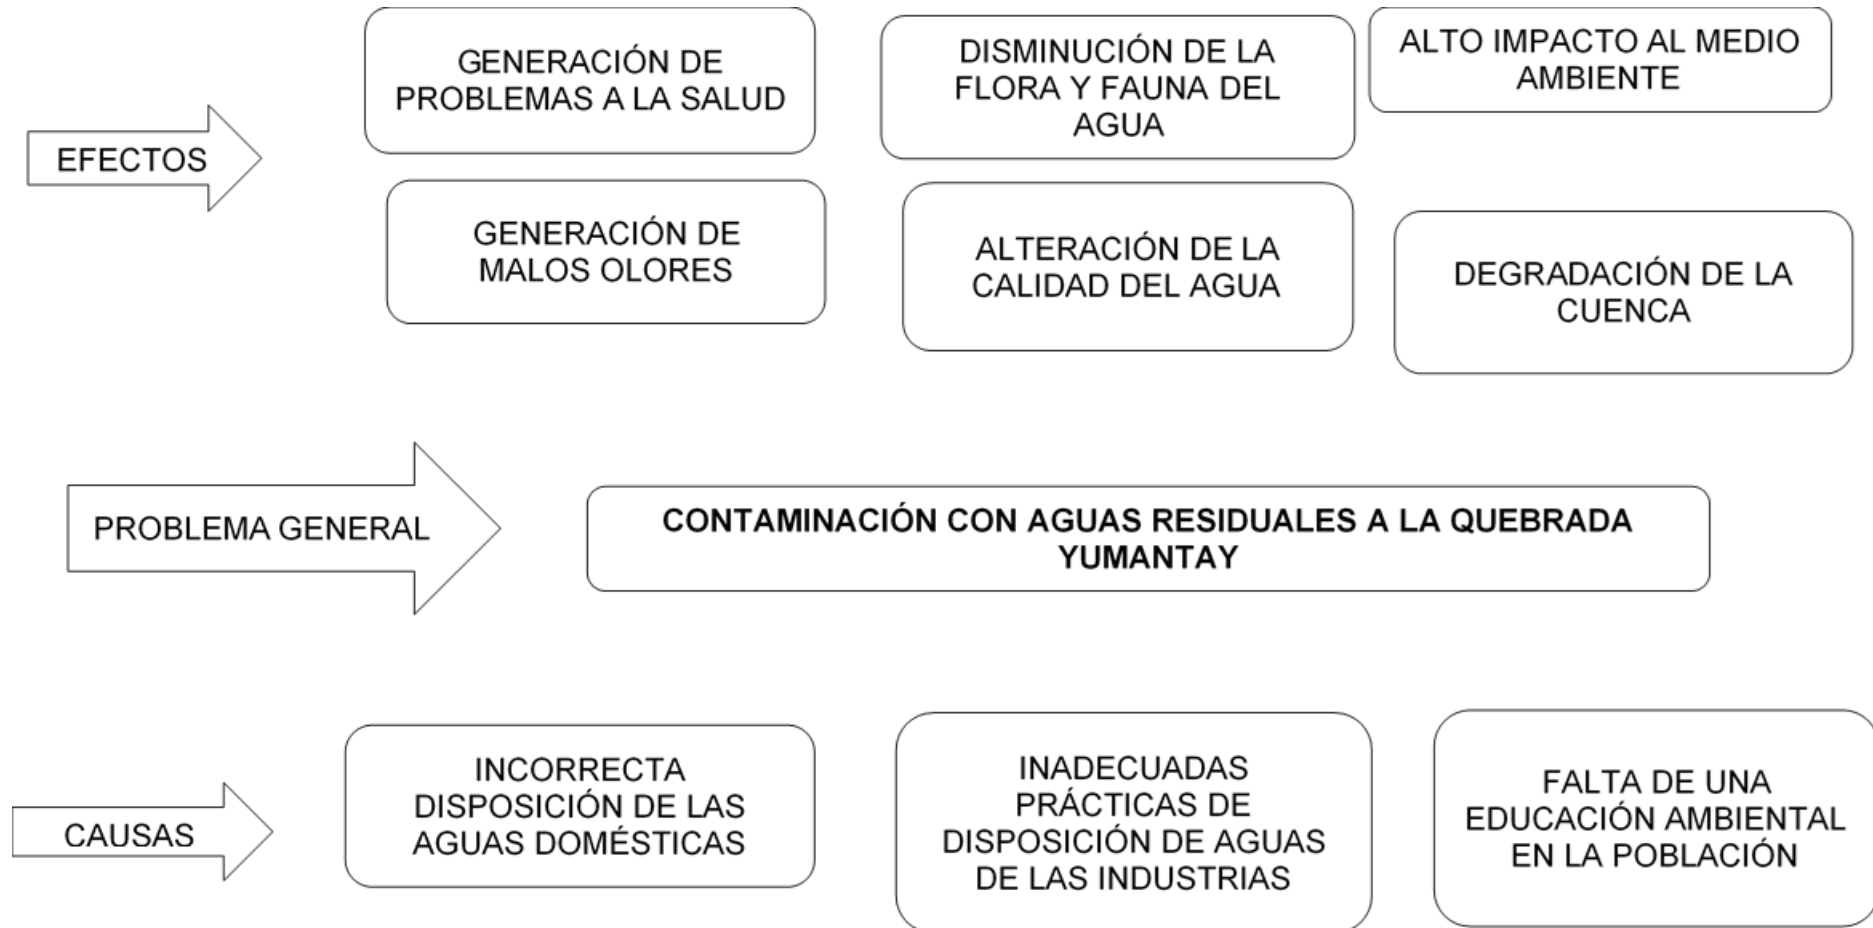 GENERACIÓN DE
PROBLEMAS A LA SALUD
DISMINUCIÓN DE LA
FLORA Y FAUNA DEL
AGUA
ALTO IMPACTO AL MEDIO
AMBIENTE
EFECTOS
GENERACIÓN DE
MALOS OLORES
ALTERACIÓN DE LA
CALIDAD DEL AGUA
DEGRADACIÓN DE LA
CUENCA
PROBLEMA GENERAL
CONTAMINACIÓN CON AGUAS RESIDUALES A LA QUEBRADA
YUMANTAY
CAUSAS
INCORRECTA
DISPOSICIÓN DE LAS
AGUAS DOMÉSTICAS
INADECUADAS
PRÁCTICAS DE
DISPOSICIÓN DE AGUAS
DE LAS INDUSTRIAS
FALTA DE UNA
EDUCACIÓN AMBIENTAL
EN LA POBLACIÓN